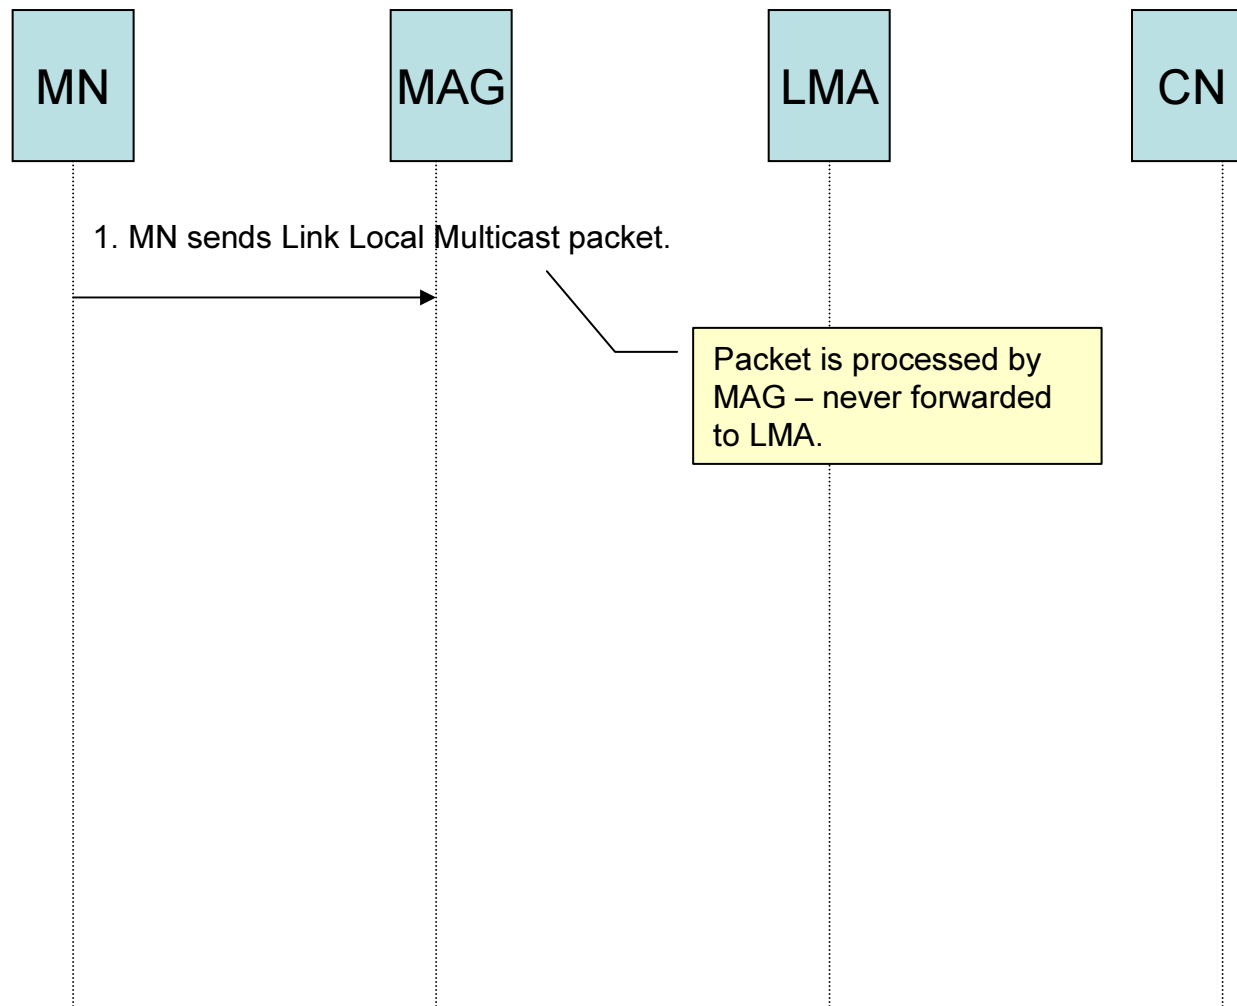 MN
MAG
LMA
CN
1. MN sends Link Local Multicast packet.
Packet is processed by
MAG – never forwarded
to LMA.